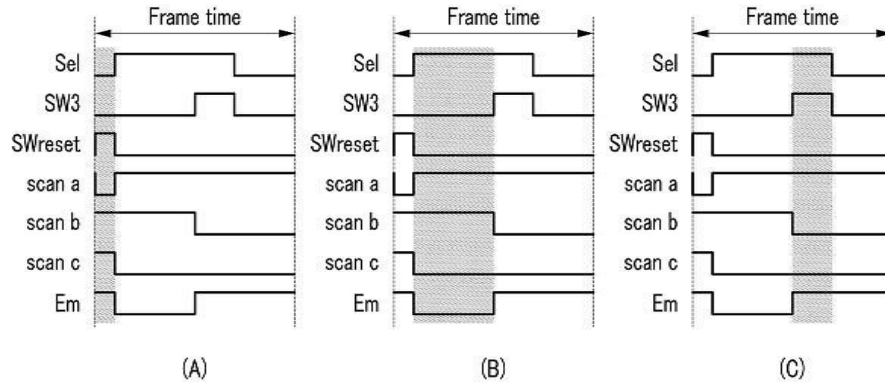 Frame time
Sel
SW3
SWreset
scan a
scan b
scan c
Em
(A)
Frame time
Sel
SW3
SWreset
scan a
scan b
scan c
Em
(B)
Frame time
Sel
SW3
SWreset
scan a
scan b
scan c
Em
(C)